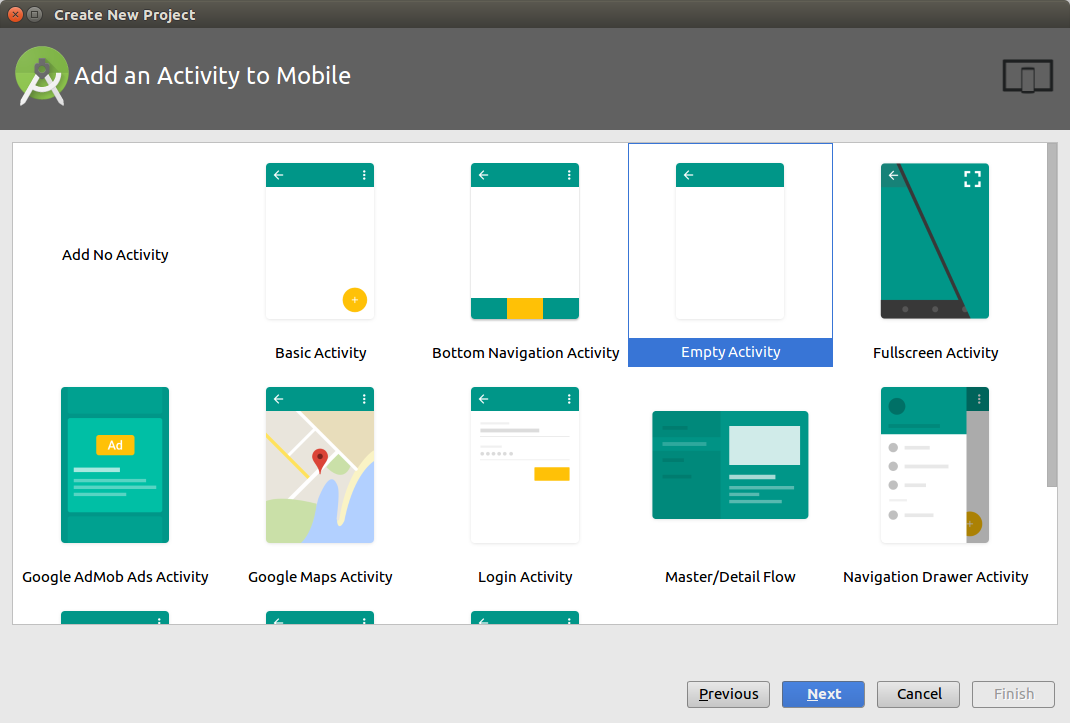 Create New Project
Add an Activity to Mobile
Add No Activity
Basic Activity
Bottom Navigation Activity
Empty Activity
Fullscreen Activity
Ad
Google AdMob Ads Activity
Google Maps Activity
Login Activity
Master/Detail Flow
Navigation Drawer Activity
Previous
Next
Cancel
Finish